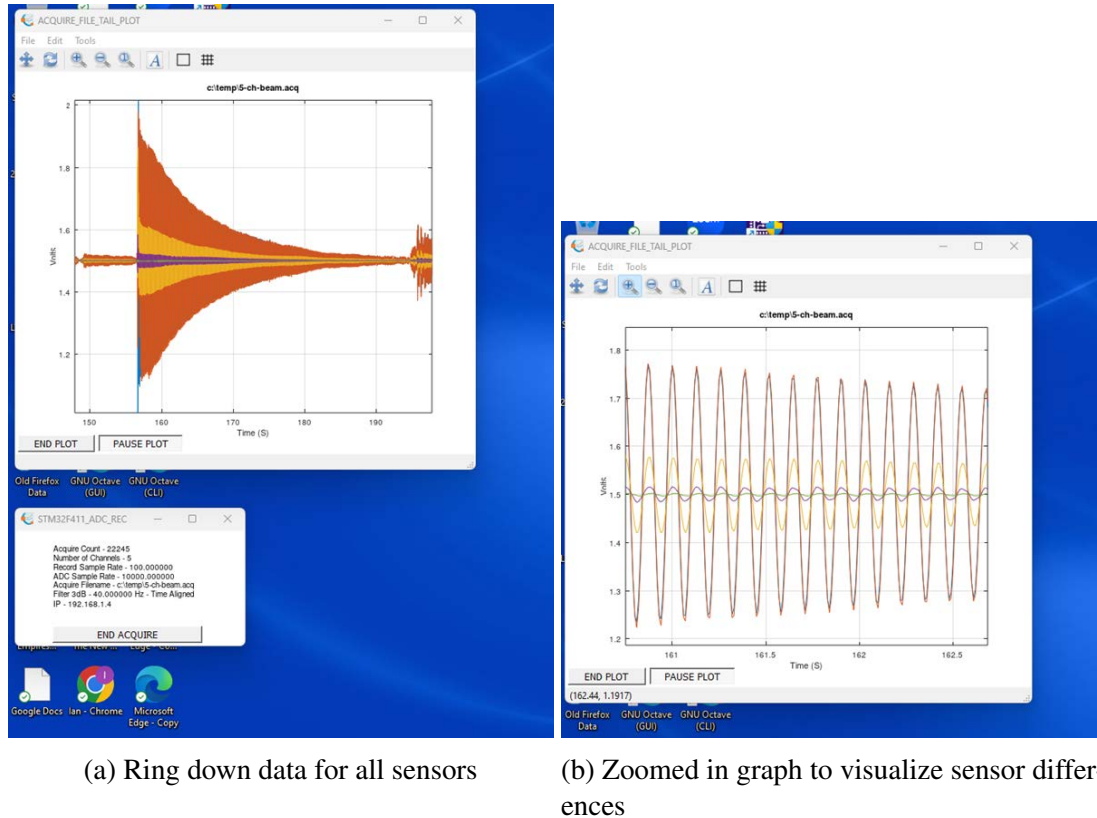 ACQUIRE_FILE_TAIL_PLOT
File Edit Tools
A
c:\temp\5-ch-beam.acq
2
1.8
1.6
1.4
1.2
Volts
150 160 170 180 190
Time (S)
END PLOT PAUSE PLOT
Old Firefox Data
GNU Octave (GUI)
GNU Octave (CLI)
STM32F411_ADC_REC
Acquire Count - 22245
Number of Channels - 5
Record Sample Rate - 100.000000
ADC Sample Rate - 10000.000000
Acquire Filename - c:\temp\5-ch-beam.acq
Filter 3dB - 40.000000 Hz - Time Aligned
IP - 192.168.1.4
END ACQUIRE
Google Docs
Ian - Chrome
Microsoft Edge - Copy
(a) Ring down data for all sensors
ACQUIRE_FILE_TAIL_PLOT
File Edit Tools
A
c:\temp\5-ch-beam.acq
1.8
1.7
1.6
1.5
1.4
1.3
1.2
Volts
161 161.5 162 162.5
Time (S)
END PLOT PAUSE PLOT
(162.44, 1.1917)
Old Firefox Data
GNU Octave (GUI)
GNU Octave (CLI)
(b) Zoomed in graph to visualize sensor differ-
ences